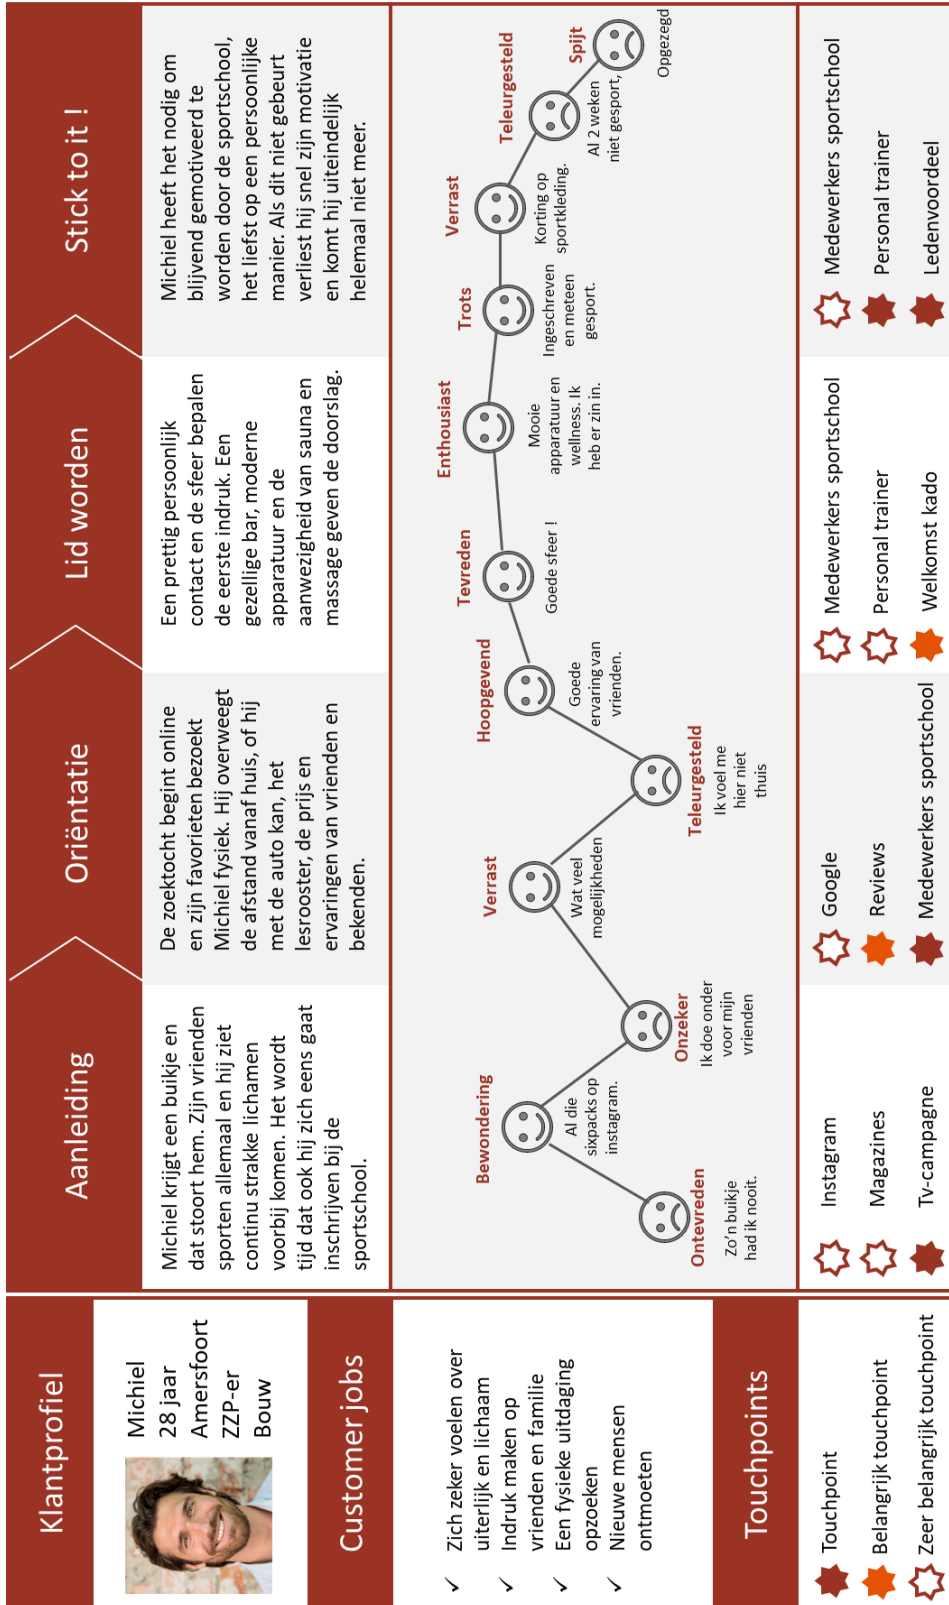 Klantprofiel
Michiel
28 jaar
Amersfoort
ZZP-er
Bouw
Customer jobs
✓ Zich zeker voelen over
uiterlijk en lichaam
✓ Indruk maken op
vrienden en familie
✓ Een fysieke uitdaging
opzoeken
✓ Nieuwe mensen
ontmoeten
Touchpoints
Touchpoint
Belangrijk touchpoint
Zeer belangrijk touchpoint
Aanleiding
Michiel krijgt een buikje en
dat stoort hem. Zijn vrienden
sporten allemaal en hij ziet
continu strakke lichamen
voorbij komen. Het wordt
tijd dat ook hij zich eens gaat
inschrijven bij de
sportschool.
Oriëntatie
De zoektocht begint online
en zijn favorieten bezoekt
Michiel fysiek. Hij overweegt
de afstand vanaf huis, of hij
met de auto kan, het
lesrooster, de prijs en
ervaringen van vrienden en
bekenden.
Lid worden
Een prettig persoonlijk
contact en de sfeer bepalen
de eerste indruk. Een
gezellige bar, moderne
apparatuur en de
aanwezigheid van sauna en
massage geven de doorslag.
Stick to it !
Michiel heeft het nodig om
blijvend gemotiveerd te
worden door de sportschool,
het liefst op een persoonlijke
manier. Als dit niet gebeurt
verliest hij snel zijn motivatie
en komt hij uiteindelijk
helemaal niet meer.
Ontevreden
Zo'n buikje
had ik nooit.
Bewondering
Al die
sixpacks op
instagram.
Onzeker
Ik doe onder
voor mijn
vrienden
Verrast
Wat veel
mogelijkheden
Teleurgesteld
Ik voel me
hier niet
thuis
Hoopgevend
Goede
ervaring van
vrienden.
Tevreden
Goede sfeer !
Enthousiast
Mooie
apparatuur en
wellness. Ik
heb er zin in.
Trots
Ingeschreven
en meteen
gesport.
Verrast
Korting op
sportkleding.
Teleurgesteld
Al 2 weken
niet gesport,
Spijt
Opgezegd
Instagram
Magazines
Tv-campagne
Google
Reviews
Medewerkers sportschool
Medewerkers sportschool
Personal trainer
Welkomst kado
Medewerkers sportschool
Personal trainer
Ledenvoordeel